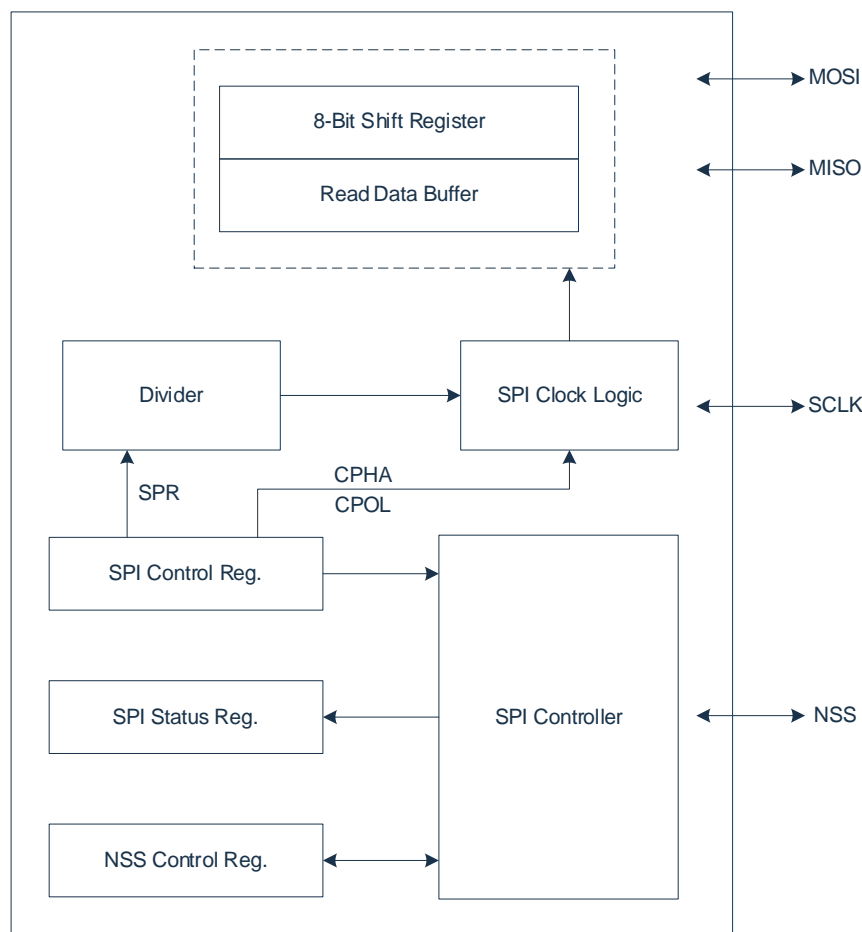 MOSI
8-Bit Shift Register
MISO
Read Data Buffer
Divider
SPI Clock Logic
SCLK
CPHA
SPR
CPOL
SPI Control Reg.
SPI Status Reg.
SPI Controller
NSS
NSS Control Reg.